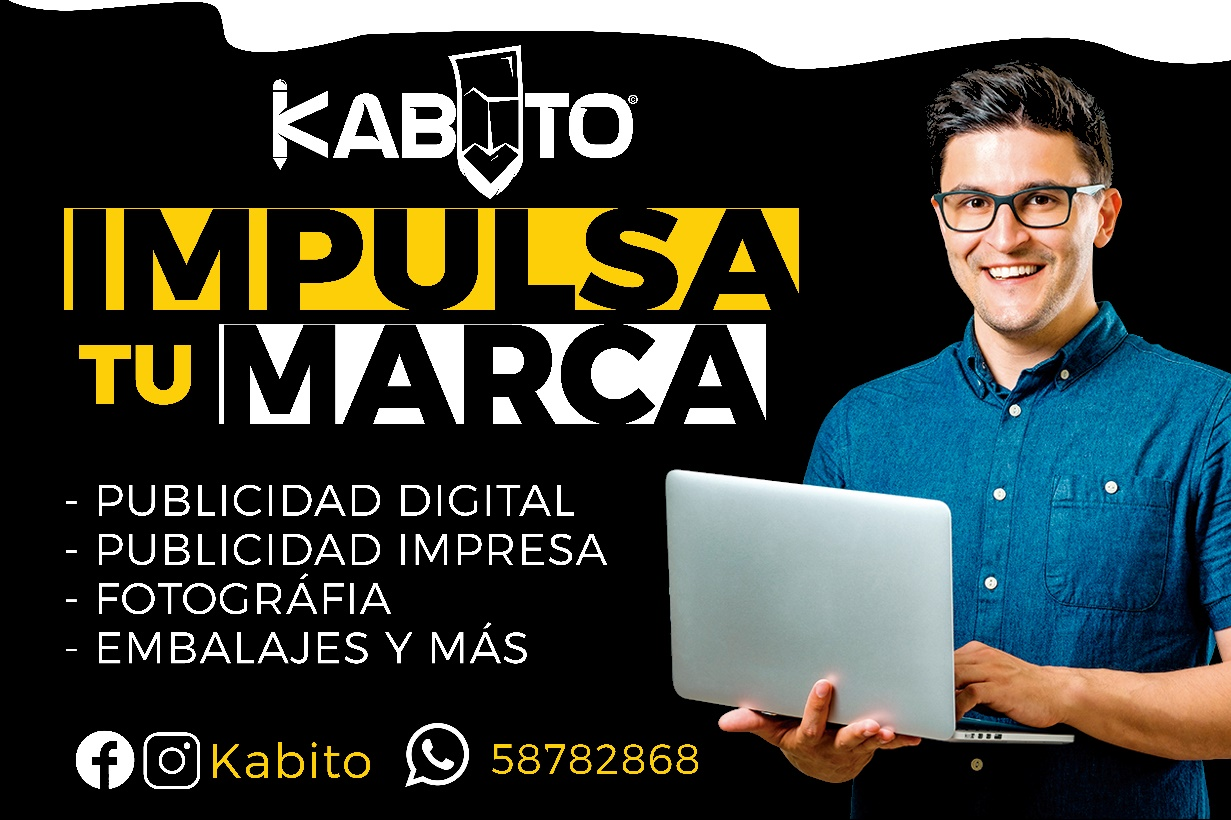 KABITO©
IMPULSA
TU MARCA
- PUBLICIDAD DIGITAL
- PUBLICIDAD IMPRESA
- FOTOGRÁFIA
- EMBALAJES Y MÁS
Kabito 58782868